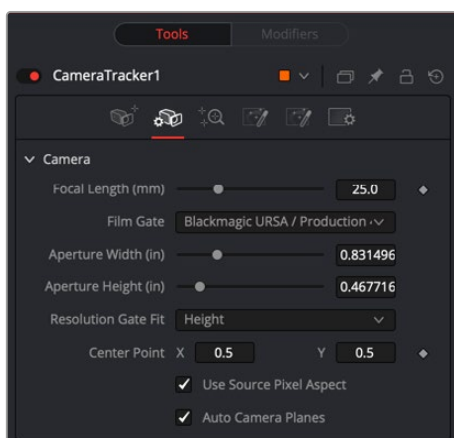 Tools Modifiers
CameraTracker1
Camera
Focal Length (mm) 25.0
Film Gate Blackmagic URSA / Production
Aperture Width (in) 0.831496
Aperture Height (in) 0.467716
Resolution Gate Fit Height
Center Point X 0.5 Y 0.5
Use Source Pixel Aspect
Auto Camera Planes